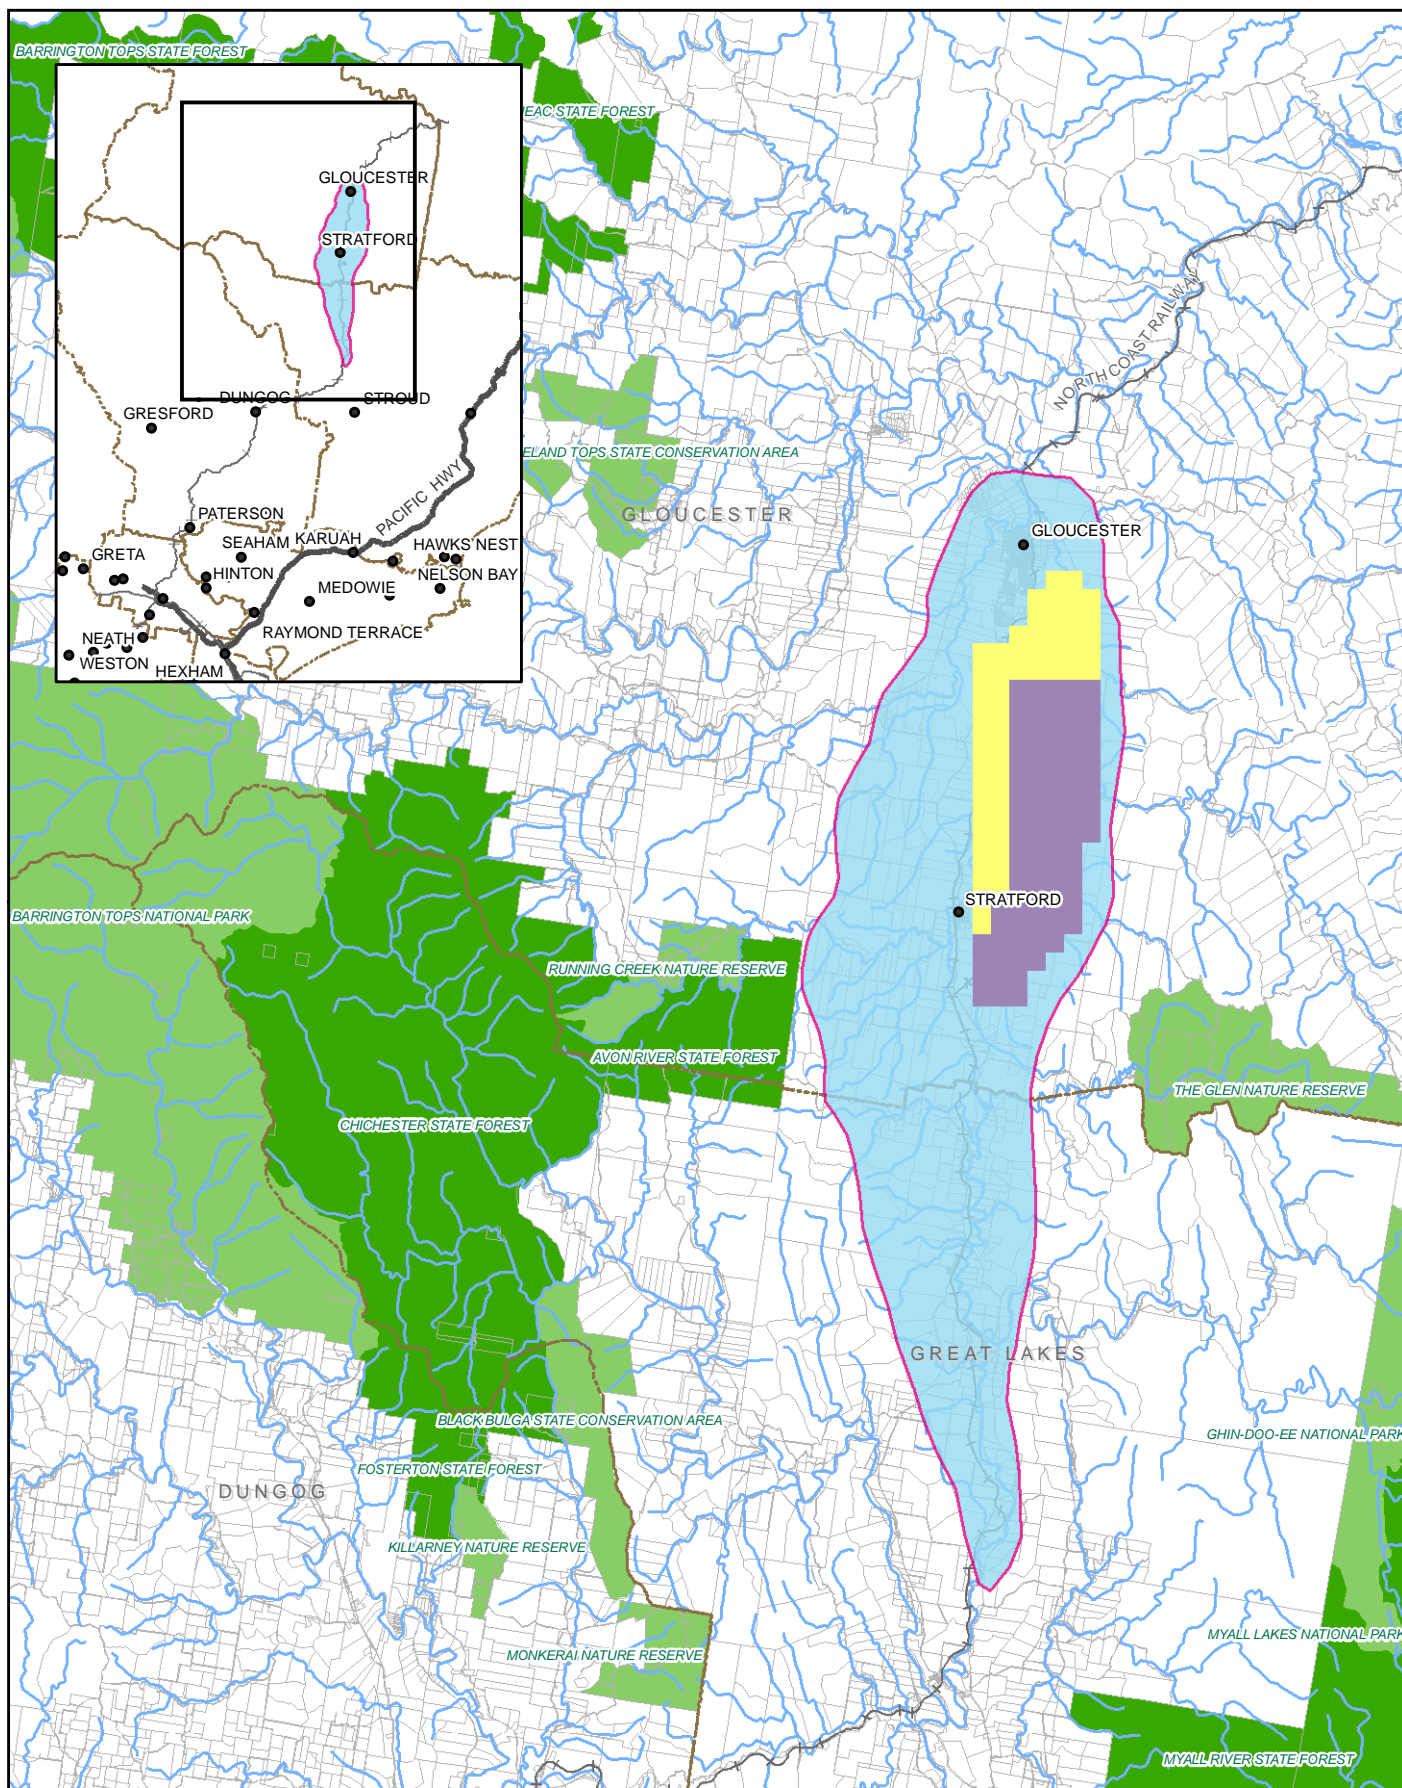 BARRINGTON TOPS STATE FOREST
EAC STATE FOREST
GLOUCESTER
STRATFORD
DUNGOG
STROUD
GRESFORD
PACIFIC HWY
PATERSON
SEAHAM
KARUAH
GRETA
HAWKS NEST
HINTON
NELSON BAY
MEDOWIE
RAYMOND TERRACE
NEATH
WESTON
HEXHAM
NORTH COAST RAILWAY
ELAND TOPS STATE CONSERVATION AREA
GLOUCESTER
GLOUCESTER
STRATFORD
BARRINGTON TOPS NATIONAL PARK
RUNNING CREEK NATURE RESERVE
AVON RIVER STATE FOREST
THE GLEN NATURE RESERVE
CHICHESTER STATE FOREST
GREAT LAKES
BLACK BULGA STATE CONSERVATION AREA
GHIN-DOO-EE NATIONAL PARK
FOSTERTON STATE FOREST
DUNGOG
KILLARNEY NATURE RESERVE
MYALL LAKES NATIONAL PARK
MONKERAI NATURE RESERVE
MYALL RIVER STATE FOREST